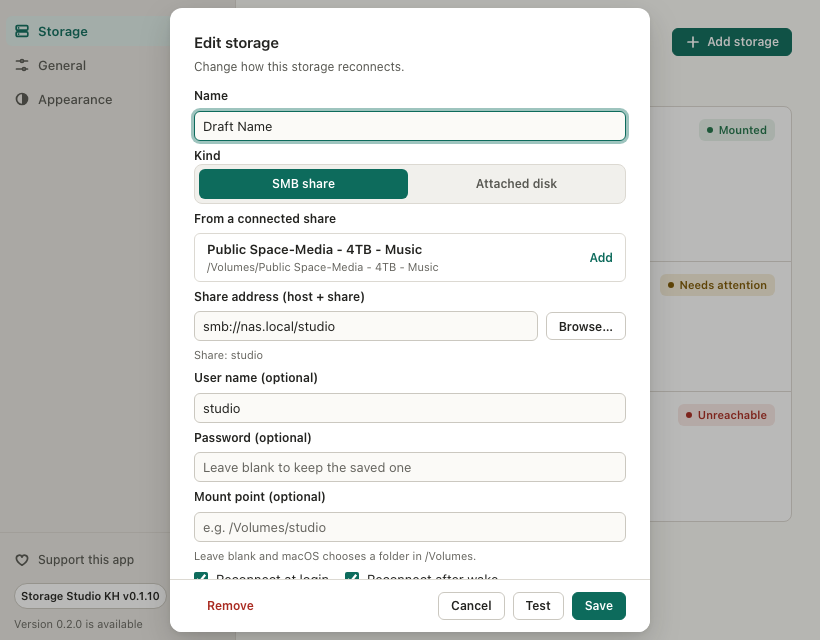 Storage
General
Appearance
Support this app
Storage Studio KH v0.1.10
Version 0.2.0 is available
Edit storage
Change how this storage reconnects.
Name
Draft Name
Kind
SMB share
Attached disk
From a connected share
Public Space-Media - 4TB - Music
/Volumes/Public Space-Media - 4TB - Music
Add
Share address (host + share)
smb://nas.local/studio
Browse...
Share: studio
User name (optional)
studio
Password (optional)
Leave blank to keep the saved one
Mount point (optional)
e.g. /Volumes/studio
Leave blank and macOS chooses a folder in /Volumes.
Reconnect at login
Reconnect after wake
Remove
Cancel
Test
Save
Add storage
Mounted
Needs attention
Unreachable